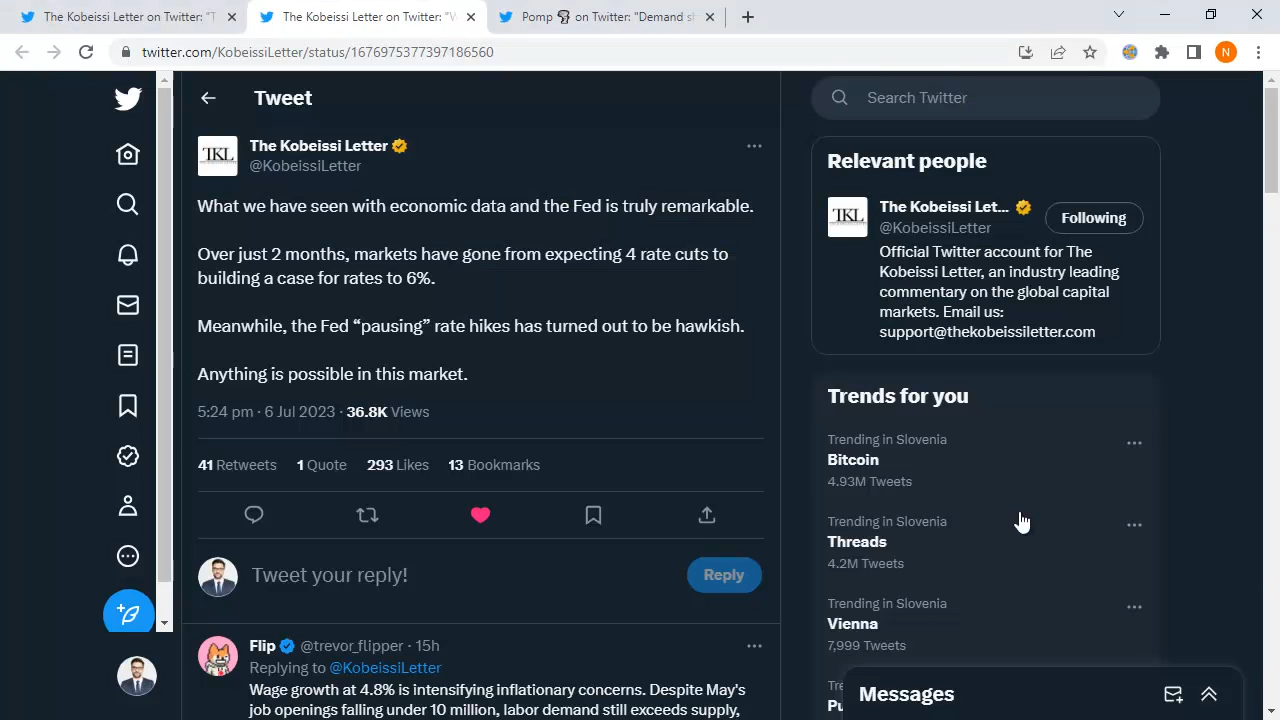 The Kobeissi Letter on Twitter: "T
The Kobeissi Letter on Twitter: "W
Pomp on Twitter: "Demand s
twitter.com/KobeissiLetter/status/1676975377397186560
N
Tweet
Search Twitter
TKL
The Kobeissi Letter
@KobeissiLetter
What we have seen with economic data and the Fed is truly remarkable.
Over just 2 months, markets have gone from expecting 4 rate cuts to
building a case for rates to 6%.
Meanwhile, the Fed “pausing” rate hikes has turned out to be hawkish.
Anything is possible in this market.
5:24 pm · 6 Jul 2023 · 36.8K Views
41 Retweets 1 Quote 293 Likes 13 Bookmarks
Tweet your reply!
Reply
Flip @trevor_flipper · 15h
Replying to @KobeissiLetter
Wage growth at 4.8% is intensifying inflationary concerns. Despite May's
job openings falling under 10 million, labor demand still exceeds supply,
Relevant people
TKL
The Kobeissi Let...
@KobeissiLetter
Following
Official Twitter account for The
Kobeissi Letter, an industry leading
commentary on the global capital
markets. Email us:
support@thekobeissiletter.com
Trends for you
Trending in Slovenia
Bitcoin
4.93M Tweets
Trending in Slovenia
Threads
4.2M Tweets
Trending in Slovenia
Vienna
7,999 Tweets
Messages